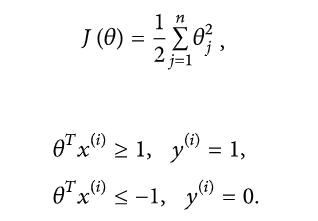 J (θ) = 1/2 ∑_{j=1}^{n} θ_j^2 ,
θ^T x^{(i)} ≥ 1, y^{(i)} = 1,
θ^T x^{(i)} ≤ −1, y^{(i)} = 0.